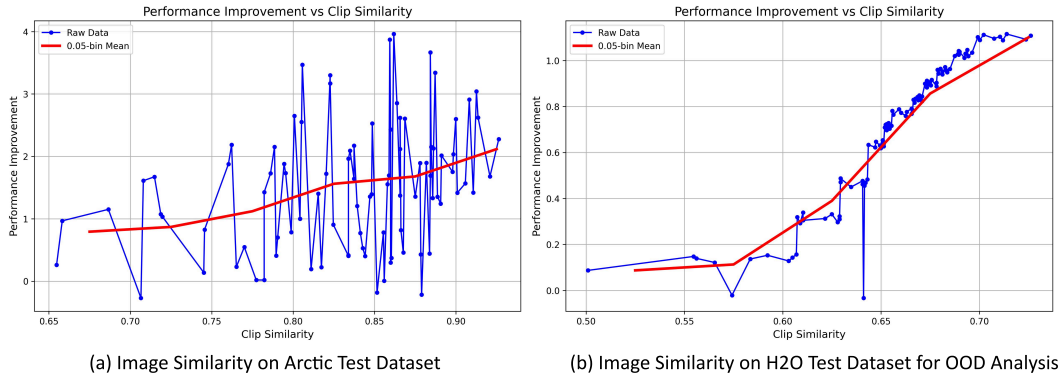 Performance Improvement vs Clip Similarity
Raw Data
0.05-bin Mean
Performance Improvement
4
3
2
1
0
0.65 0.70 0.75 0.80 0.85 0.90
Clip Similarity
(a) Image Similarity on Arctic Test Dataset
Performance Improvement vs Clip Similarity
Raw Data
0.05-bin Mean
Performance Improvement
1.0
0.8
0.6
0.4
0.2
0.0
0.50 0.55 0.60 0.65 0.70
Clip Similarity
(b) Image Similarity on H2O Test Dataset for OOD Analysis